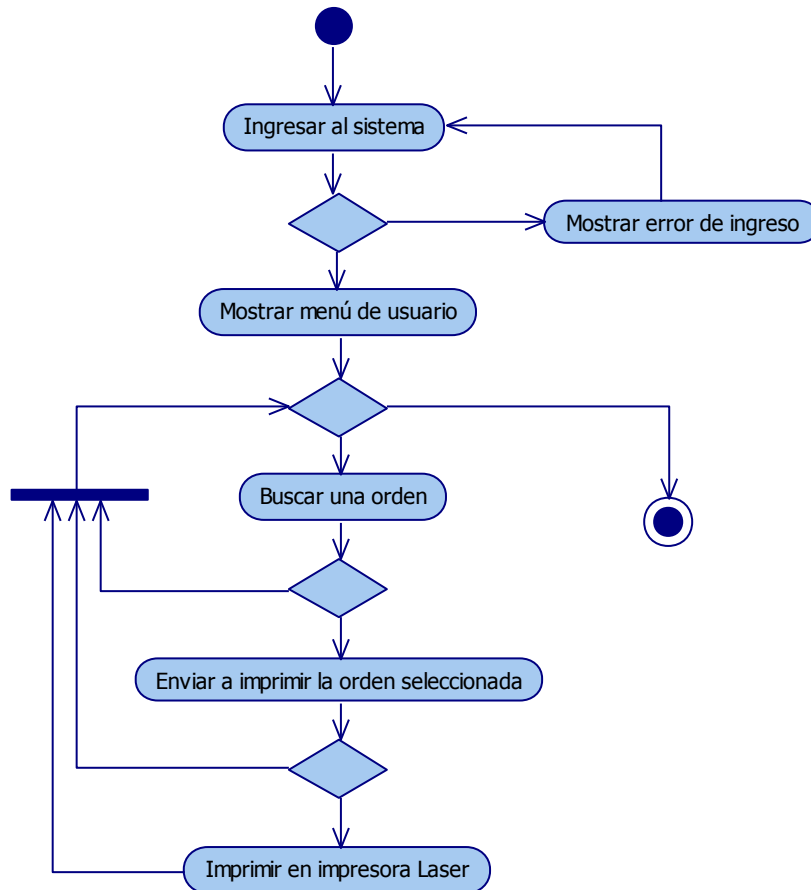 Ingresar al sistema
Mostrar error de ingreso
Mostrar menú de usuario
Buscar una orden
Enviar a imprimir la orden seleccionada
Imprimir en impresora Laser